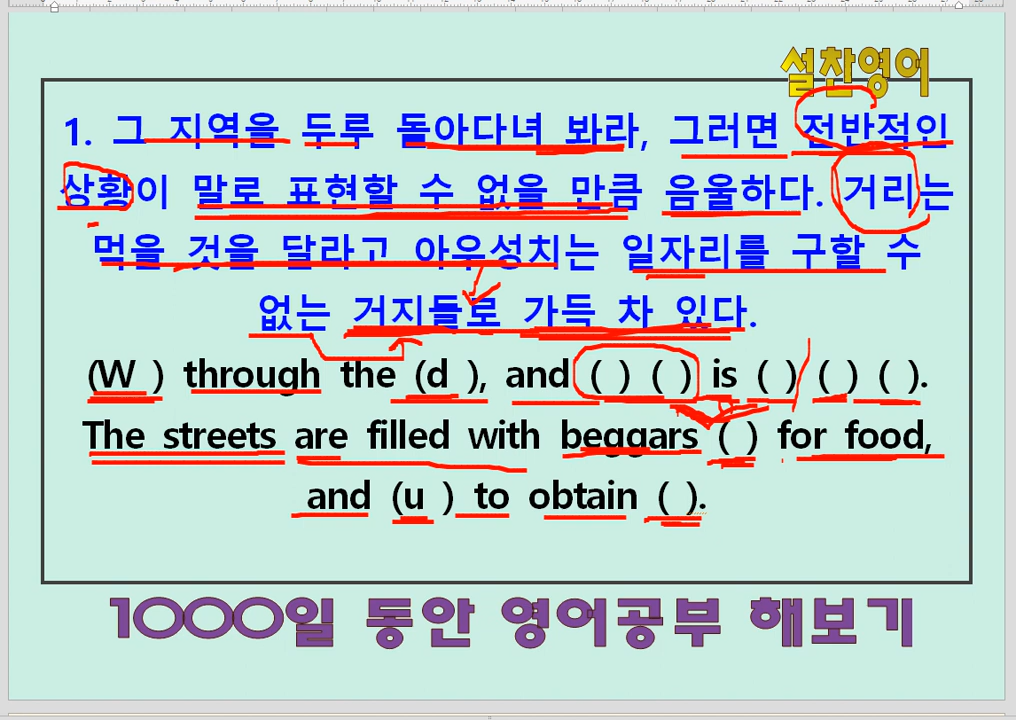 설찬영어
1. 그 지역을 두루 돌아다녀 봐라, 그러면 전반적인
상황이 말로 표현할 수 없을 만큼 음울하다. 거리는
먹을 것을 달라고 아우성치는 일자리를 구할 수
없는 거지들로 가득 차 있다.
(W ) through the (d ), and ( ) ( ) is ( ) ( ) ( ).
The streets are filled with beggars ( ) for food,
and (u ) to obtain ( ).
1000일 동안 영어공부 해보기